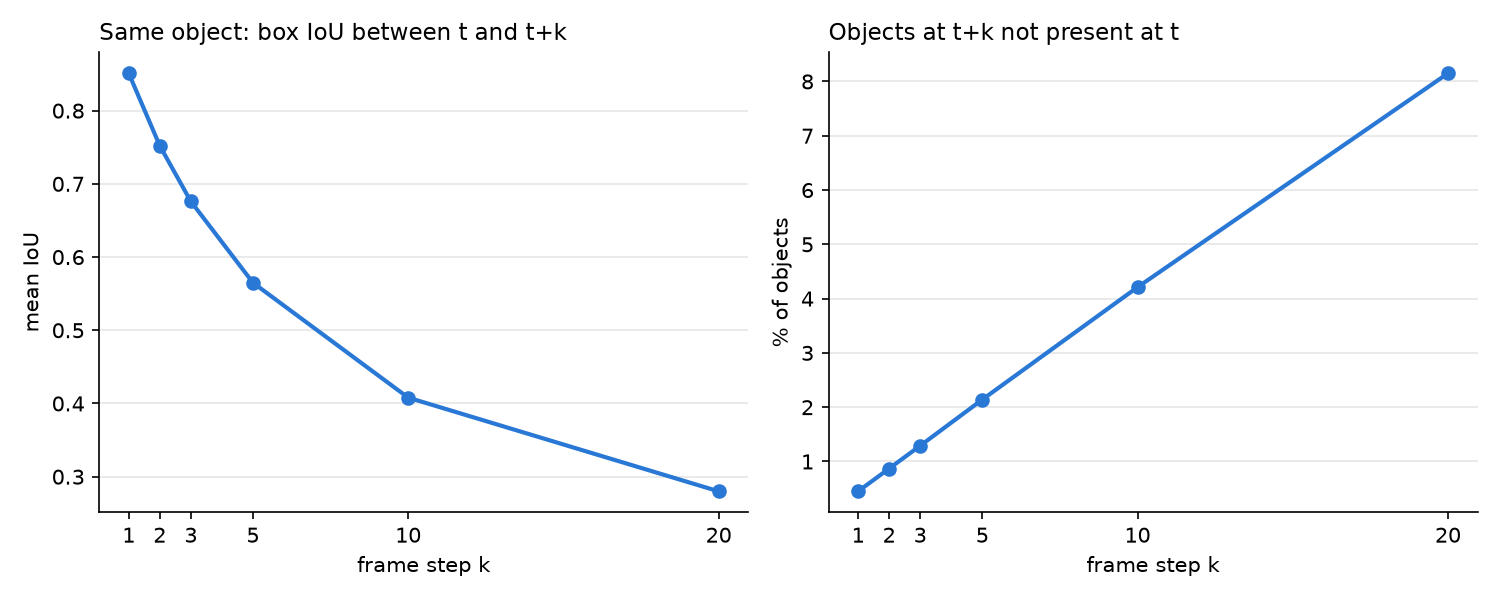 Same object: box IoU between t and t+k
mean IoU
0.8
0.7
0.6
0.5
0.4
0.3
1 2 3 5 10 20
frame step k
Objects at t+k not present at t
% of objects
8
7
6
5
4
3
2
1
1 2 3 5 10 20
frame step k